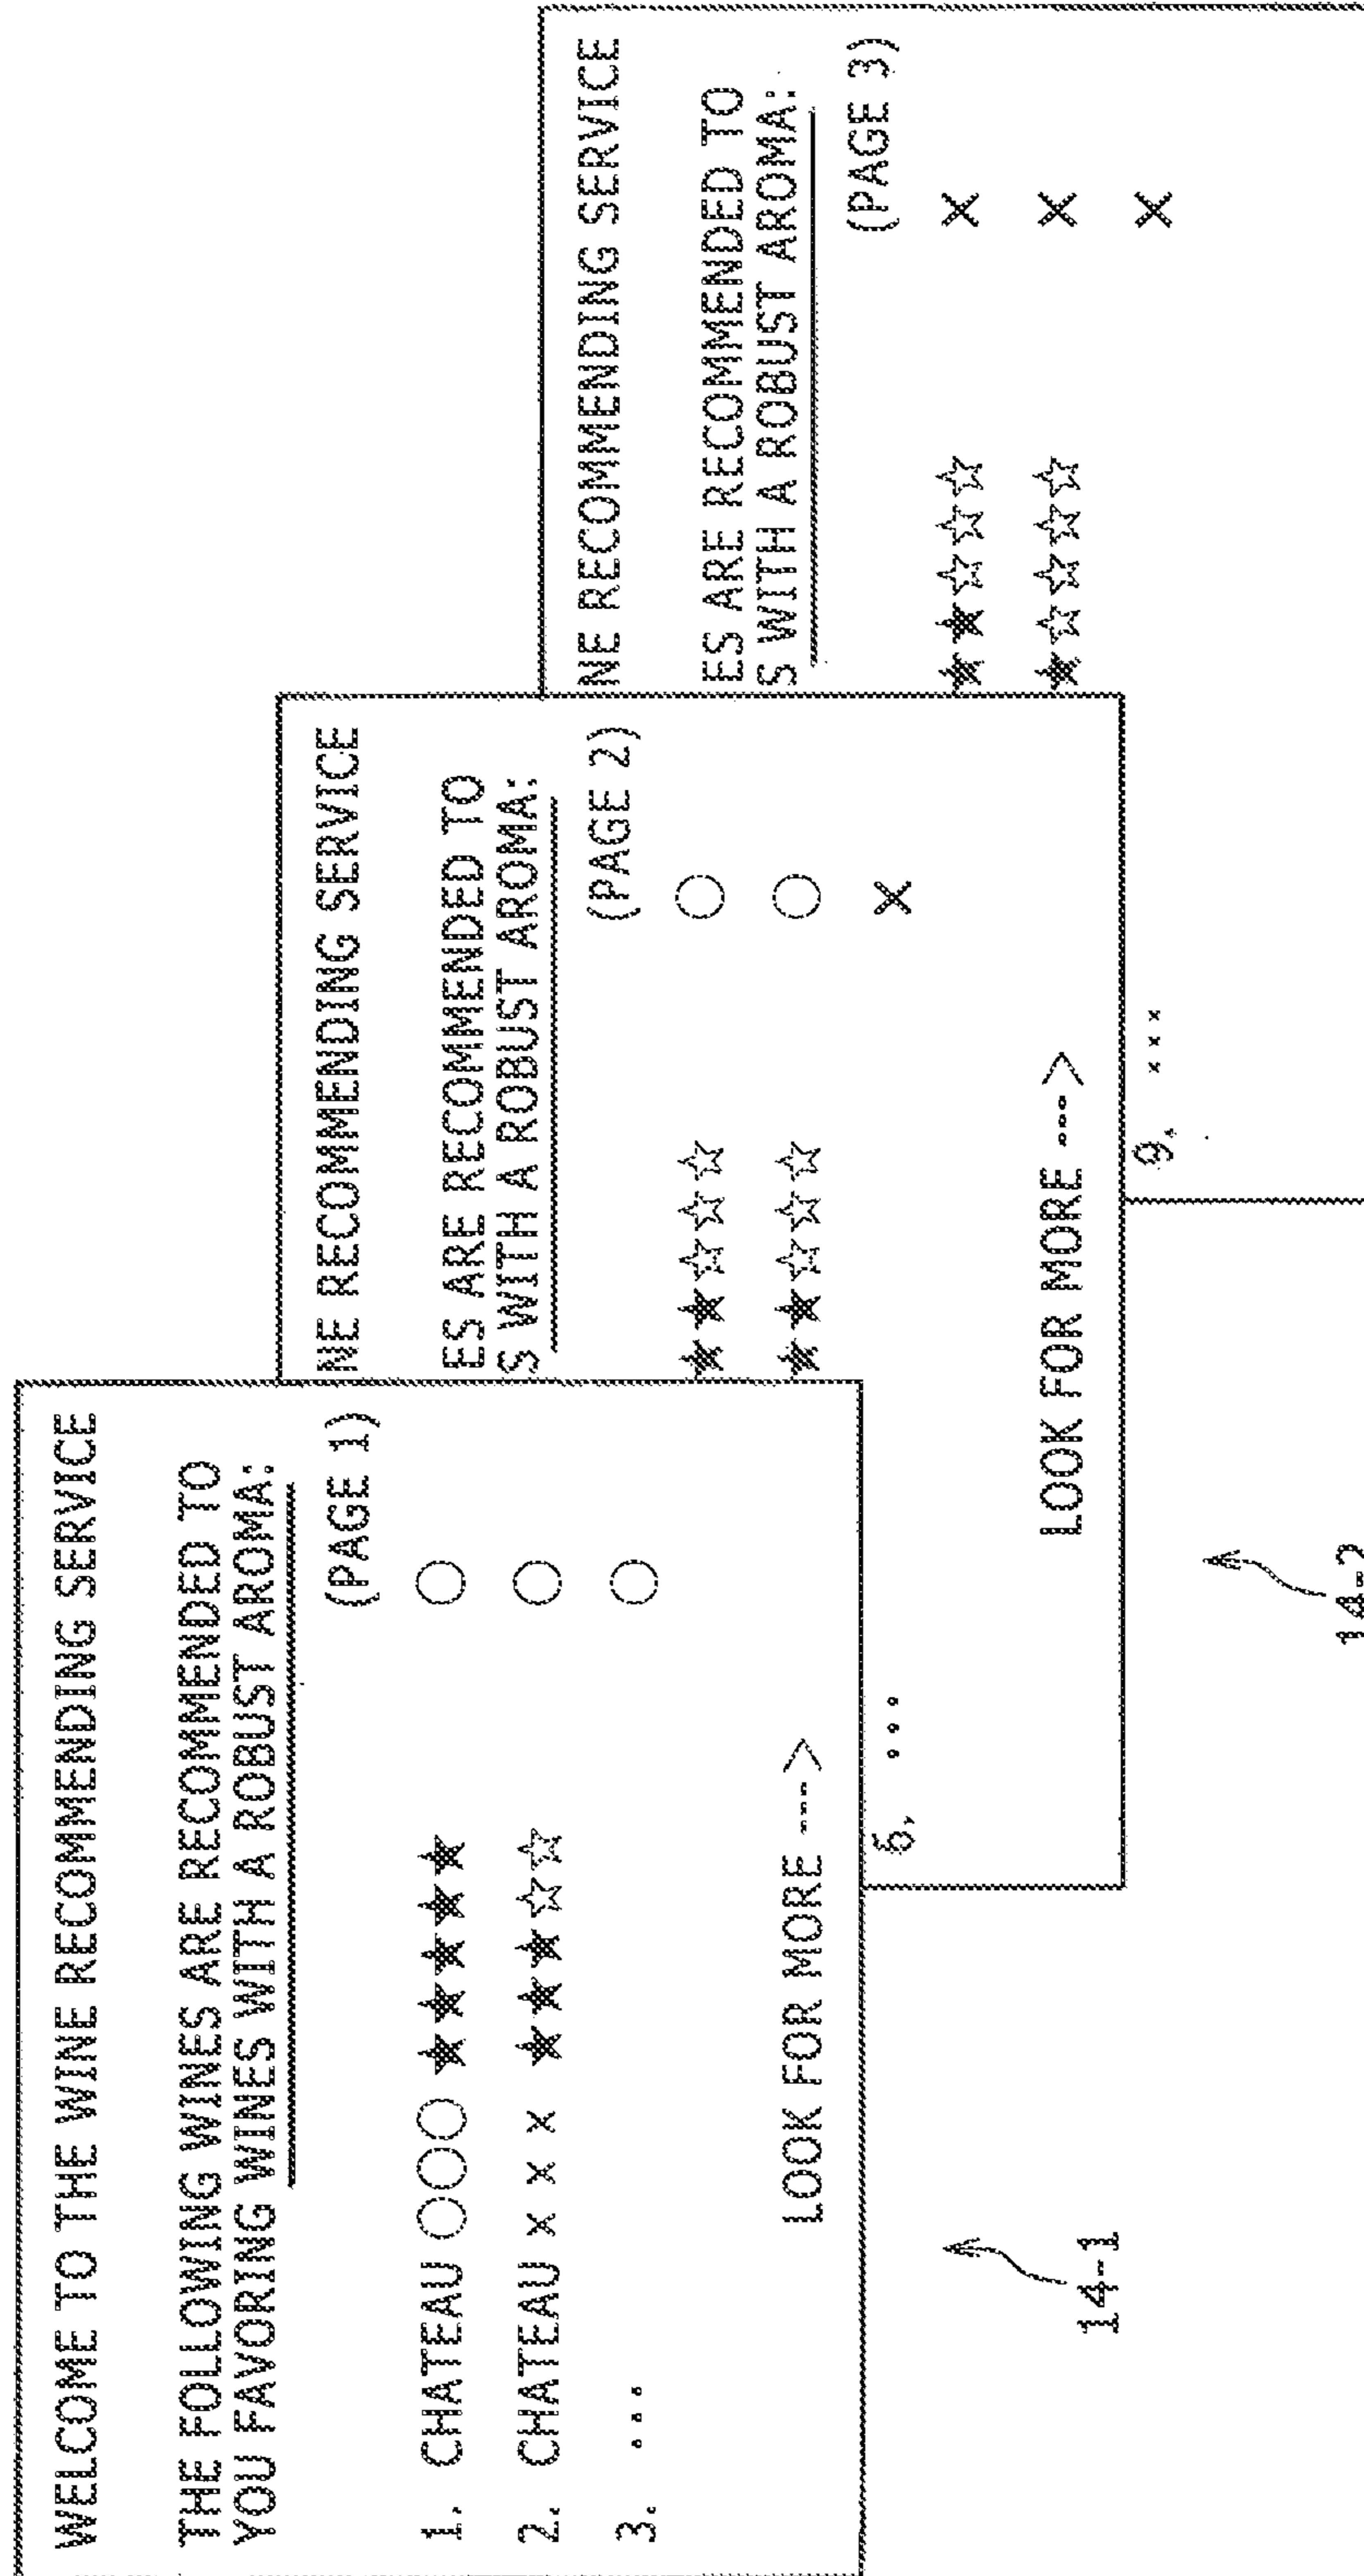 WELCOME TO THE WINE RECOMMENDING SERVICE
THE FOLLOWING WINES ARE RECOMMENDED TO
YOU FAVORING WINES WITH A ROBUST AROMA:
(PAGE 1)
1. CHATEAU ○○○ ★★★★★ ○
2. CHATEAU x x x ★★★☆☆ ○
3. ... ○
LOOK FOR MORE --->
14-1
NE RECOMMENDING SERVICE
ES ARE RECOMMENDED TO
S WITH A ROBUST AROMA:
(PAGE 2)
★★☆☆☆ ○
★★☆☆☆ ○
×
6. ...
LOOK FOR MORE --->
14-2
NE RECOMMENDING SERVICE
ES ARE RECOMMENDED TO
S WITH A ROBUST AROMA:
(PAGE 3)
★★☆☆☆ ×
★☆☆☆☆ ×
×
9. ...